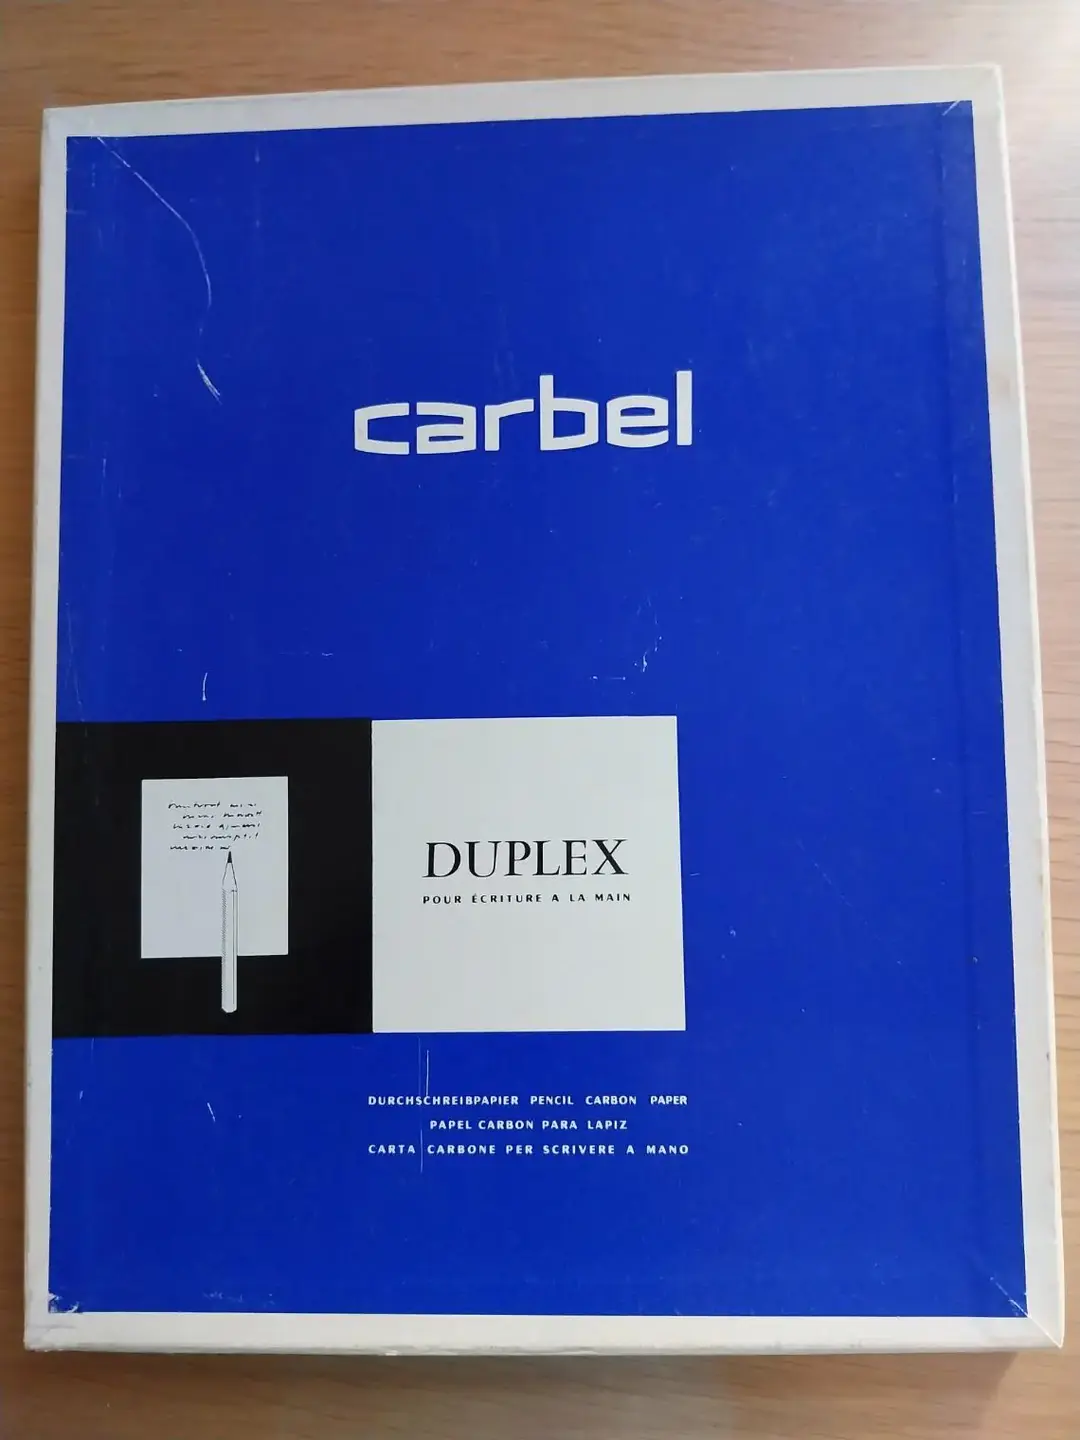 carbel
DUPLEX
POUR ÉCRITURE A LA MAIN
DURCHSCHREIBPAPIER PENCIL CARBON PAPER
PAPEL CARBON PARA LAPIZ
CARTA CARBONE PER SCRIVERE A MANO